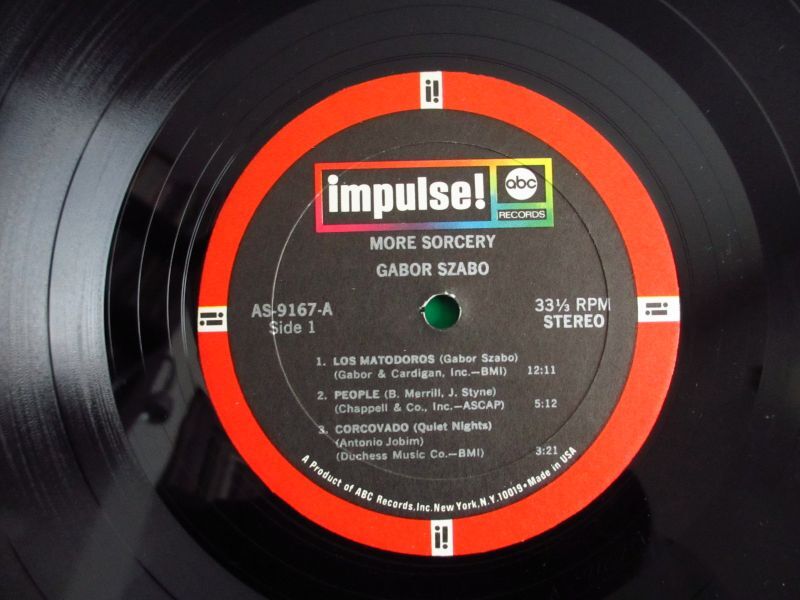 i!
impulse!
abc
RECORDS
MORE SORCERY
GABOR SZABO
AS-9167-A
Side 1
33⅓ RPM
STEREO
i!
i!
1. LOS MATODOROS (Gabor Szabo)
(Gabor & Cardigan, Inc.—BMI) 12:11
2. PEOPLE (B. Merrill, J. Styne)
(Chappell & Co., Inc.—ASCAP) 5:12
3. CORCOVADO (Quiet Nights)
(Antonio Jobim)
(Duchess Music Co.—BMI) 3:21
A Product of ABC Records, Inc. New York, N.Y. 10019 • Made in USA
i!